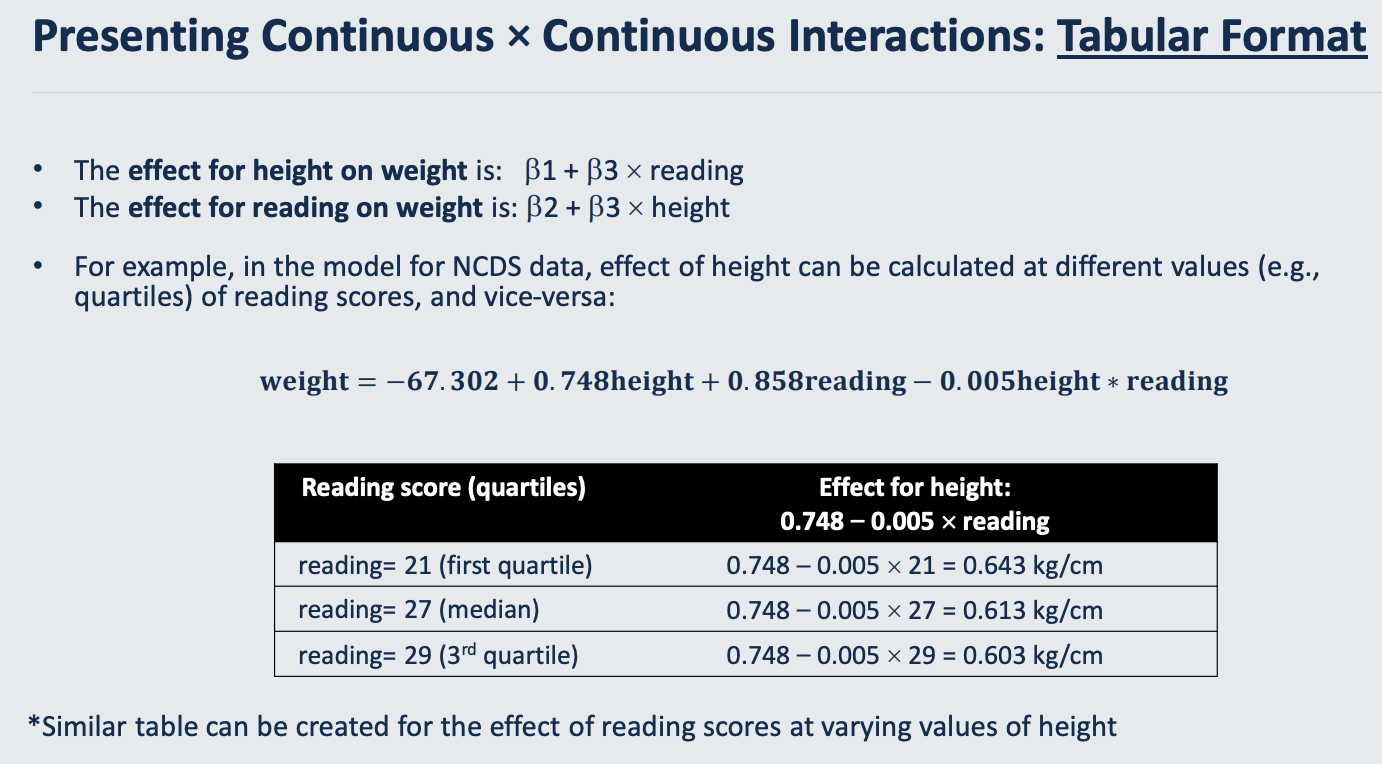 Presenting Continuous × Continuous Interactions: Tabular Format
• The effect for height on weight is: β1 + β3 × reading
• The effect for reading on weight is: β2 + β3 × height
• For example, in the model for NCDS data, effect of height can be calculated at different values (e.g.,
quartiles) of reading scores, and vice-versa:
weight = −67.302 + 0.748height + 0.858reading − 0.005height * reading
Reading score (quartiles) Effect for height:
0.748 – 0.005 × reading
reading= 21 (first quartile) 0.748 – 0.005 × 21 = 0.643 kg/cm
reading= 27 (median) 0.748 – 0.005 × 27 = 0.613 kg/cm
reading= 29 (3rd quartile) 0.748 – 0.005 × 29 = 0.603 kg/cm
*Similar table can be created for the effect of reading scores at varying values of height